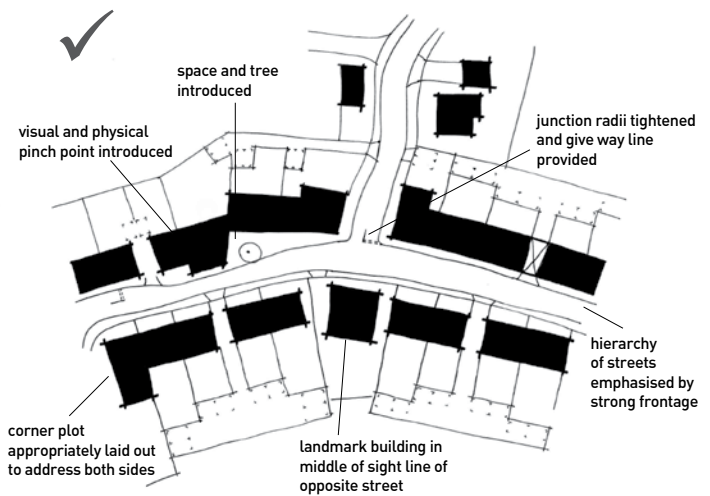 space and tree
introduced
visual and physical
pinch point introduced
junction radii tightened
and give way line
provided
hierarchy
of streets
emphasised by
strong frontage
corner plot
appropriately laid out
to address both sides
landmark building in
middle of sight line of
opposite street